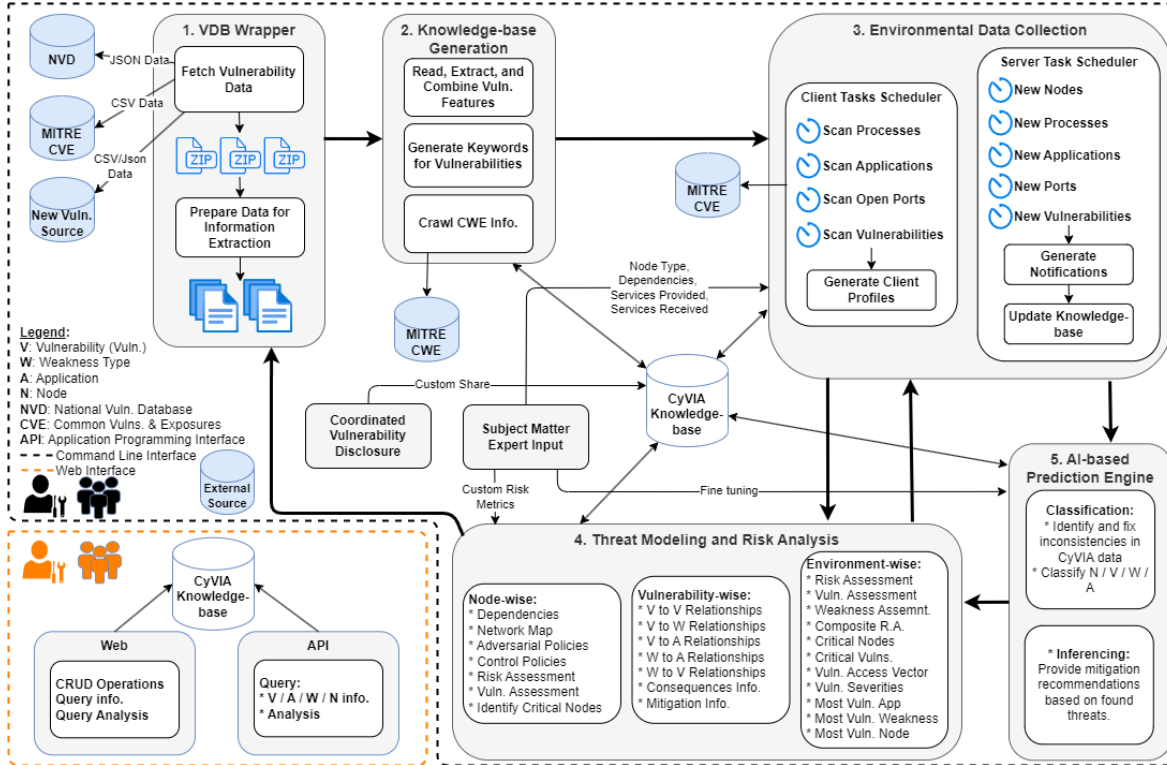 1. VDB Wrapper
NVD
JSON Data
Fetch Vulnerability
Data
CSV Data
MITRE
CVE
CSV/Json
Data
ZIP
ZIP
ZIP
New Vuln.
Source
Prepare Data for
Information
Extraction
2. Knowledge-base
Generation
Read, Extract, and
Combine Vuln.
Features
Generate Keywords
for Vulnerabilities
Crawl CWE Info.
MITRE
CWE
3. Environmental Data Collection
Client Tasks Scheduler
Scan Processes
Scan Applications
Scan Open Ports
Scan Vulnerabilities
Generate Client
Profiles
MITRE
CVE
Server Task Scheduler
New Nodes
New Processes
New Applications
New Ports
New Vulnerabilities
Generate
Notifications
Update Knowledge-
base
Node Type,
Dependencies,
Services Provided,
Services Received
Legend:
V: Vulnerability (Vuln.)
W: Weakness Type
A: Application
N: Node
NVD: National Vuln. Database
CVE: Common Vulns. & Exposures
API: Application Programming Interface
Command Line Interface
Web Interface
External
Source
Custom Share
Coordinated
Vulnerability
Disclosure
Subject Matter
Expert Input
CyVIA
Knowledge-
base
Custom Risk
Metrics
Fine tuning
4. Threat Modeling and Risk Analysis
Node-wise:
* Dependencies
* Network Map
* Adversarial Policies
* Control Policies
* Risk Assessment
* Vuln. Assessment
* Identify Critical Nodes
Vulnerability-wise:
* V to V Relationships
* V to W Relationships
* V to A Relationships
* W to A Relationships
* W to V Relationships
* Consequences Info.
* Mitigation Info.
Environment-wise:
* Risk Assessment
* Vuln. Assessment
* Weakness Assemnt.
* Composite R.A.
* Critical Nodes
* Critical Vulns.
* Vuln. Access Vector
* Vuln. Severities
* Most Vuln. App
* Most Vuln. Weakness
* Most Vuln. Node
5. AI-based
Prediction Engine
Classification:
* Identify and fix
inconsistencies in
CyVIA data
* Classify N / V / W /
A
* Inferencing:
Provide mitigation
recommendations
based on found
threats.
CyVIA
Knowledge-
base
Web
CRUD Operations
Query info.
Query Analysis
API
Query:
* V / A / W / N info.
* Analysis